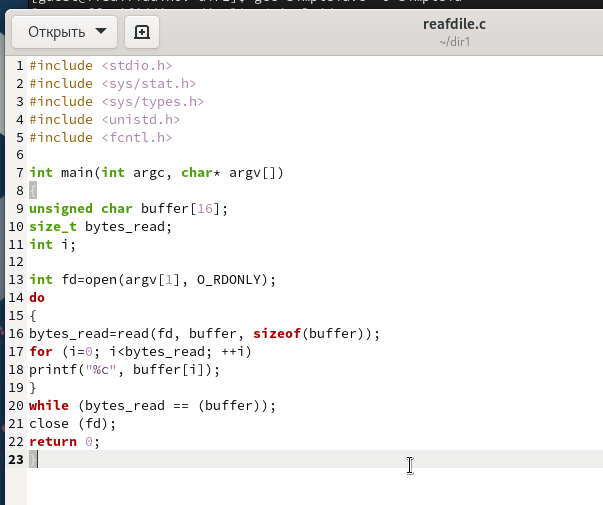 Открыть
reafdile.c
~/dir1
1 #include <stdio.h>
2 #include <sys/stat.h>
3 #include <sys/types.h>
4 #include <unistd.h>
5 #include <fcntl.h>
6
7 int main(int argc, char* argv[])
8 {
9 unsigned char buffer[16];
10 size_t bytes_read;
11 int i;
12
13 int fd=open(argv[1], O_RDONLY);
14 do
15 {
16 bytes_read=read(fd, buffer, sizeof(buffer));
17 for (i=0; i<bytes_read; ++i)
18 printf("%c", buffer[i]);
19 }
20 while (bytes_read == (buffer));
21 close (fd);
22 return 0;
23 }